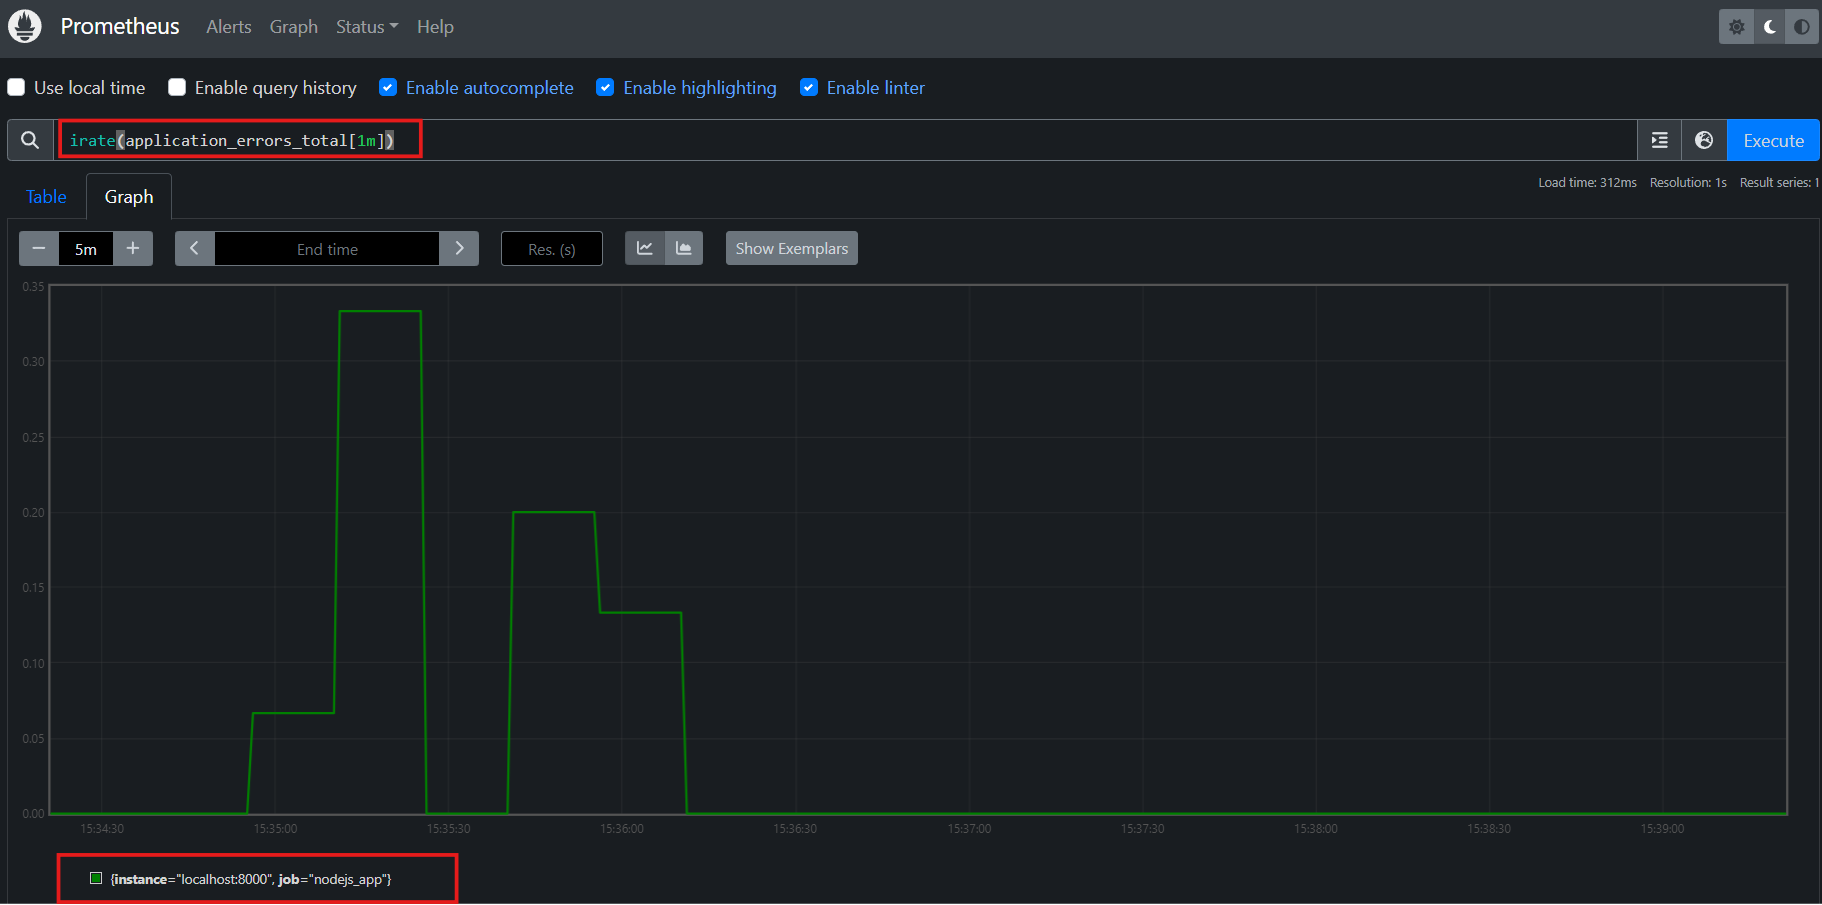 Prometheus Alerts Graph Status Help
Use local time Enable query history Enable autocomplete Enable highlighting Enable linter
irate(application_errors_total[1m]) Execute
Table Graph Load time: 312ms Resolution: 1s Result series: 1
5m End time Res. (s) Show Exemplars
0.35
0.30
0.25
0.20
0.15
0.10
0.05
0.00
15:34:30 15:35:00 15:35:30 15:36:00 15:36:30 15:37:00 15:37:30 15:38:00 15:38:30 15:39:00
{instance="localhost:8000", job="nodejs_app"}